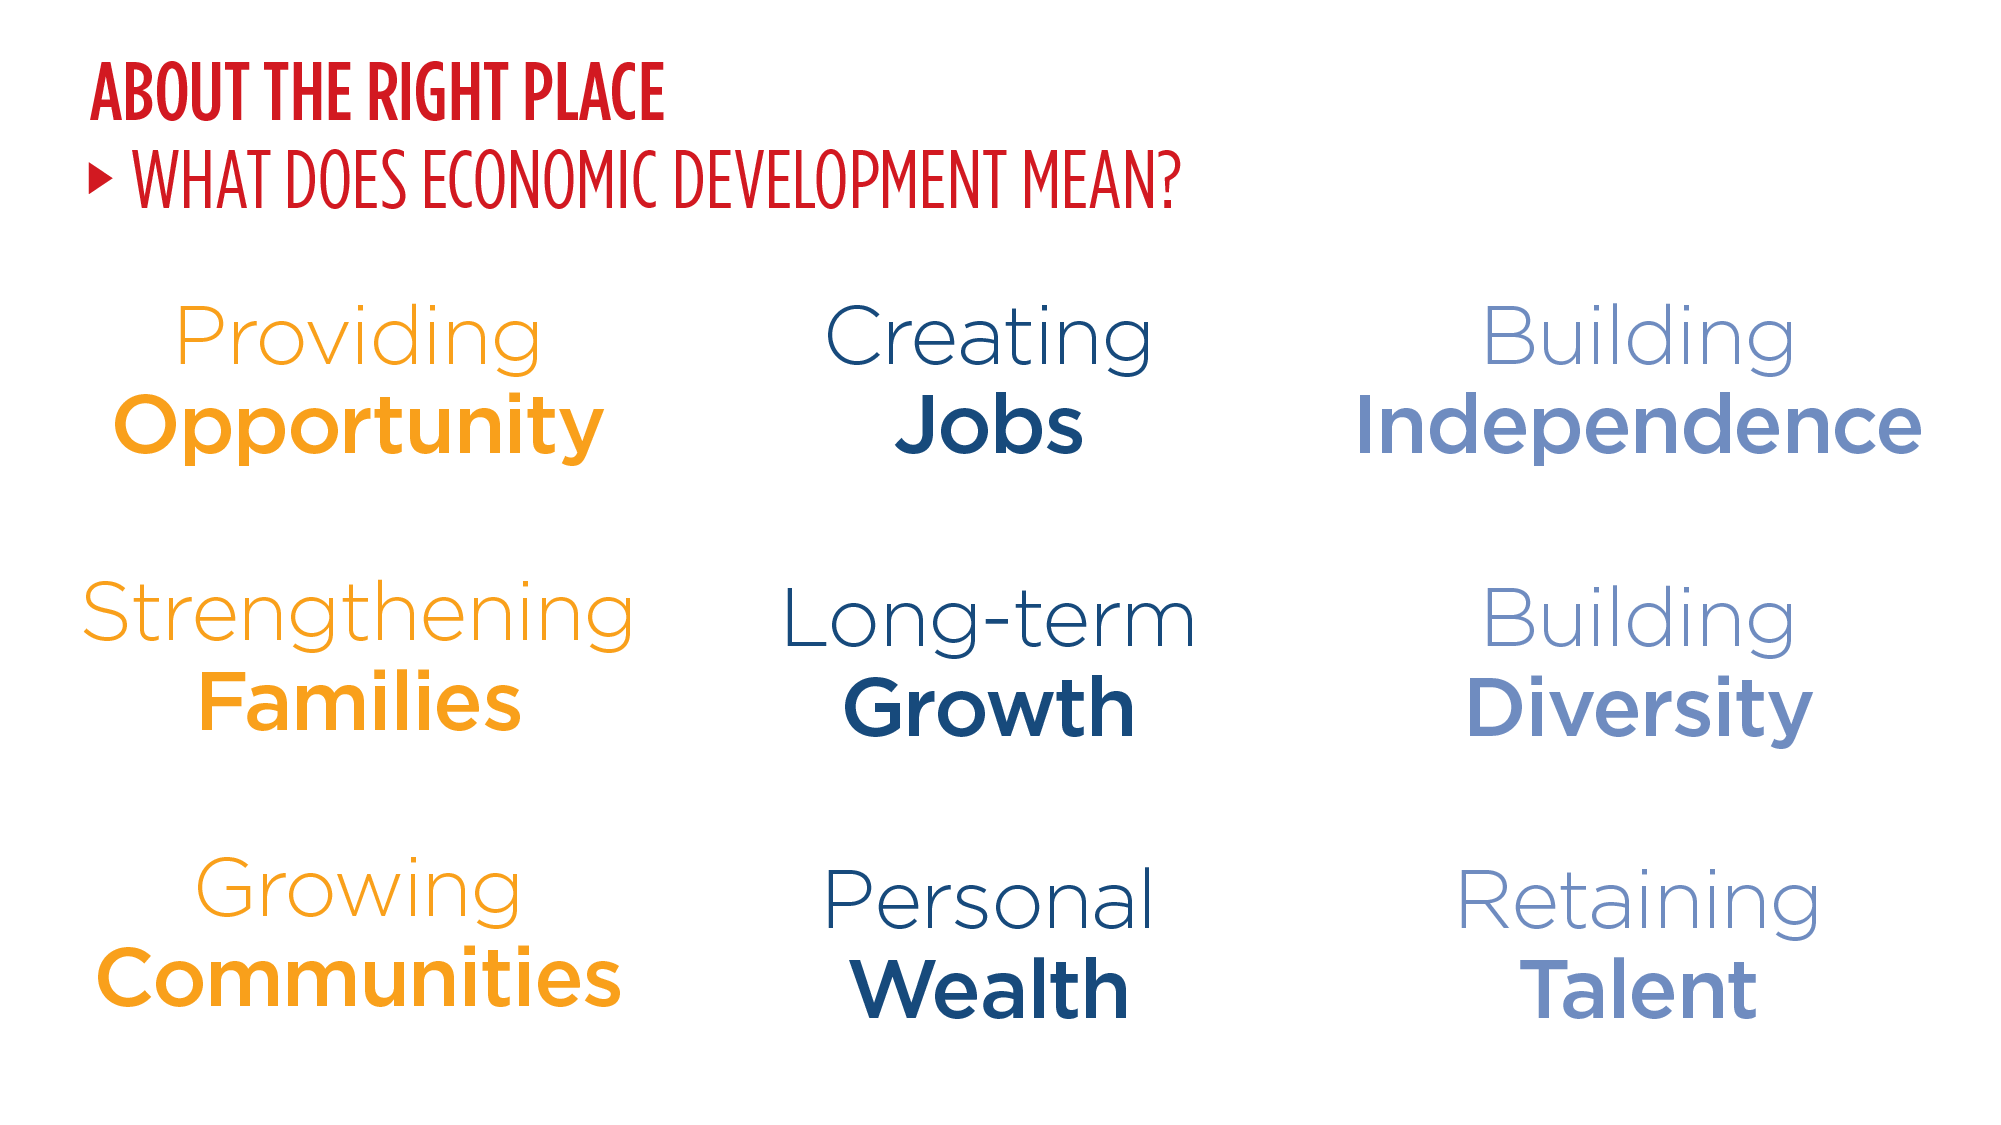 ABOUT THE RIGHT PLACE
WHAT DOES ECONOMIC DEVELOPMENT MEAN?
Providing
Opportunity
Creating
Jobs
Building
Independence
Strengthening
Families
Long-term
Growth
Building
Diversity
Growing
Communities
Personal
Wealth
Retaining
Talent